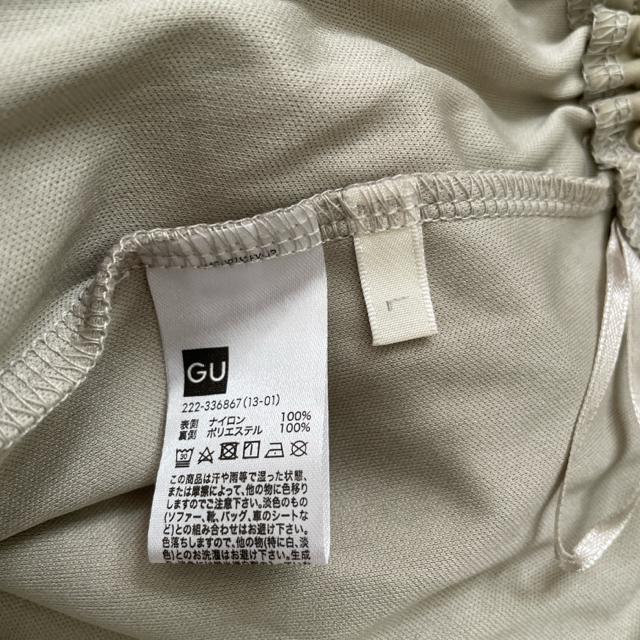 GU
222-336867(13-01)
表側 ナイロン 100%
裏側 ポリエステル 100%
30
この商品は汗や雨等で湿った状態、
または摩擦によって、他の物に色移り
しますのでご注意下さい。淡色のもの
(ソファー、靴、バッグ、車のシートな
ど)との組み合わせはお避け下さい。
色落ちしますので、他の物(特に白、淡
色)とのお洗濯はお避け下さい。生成
L